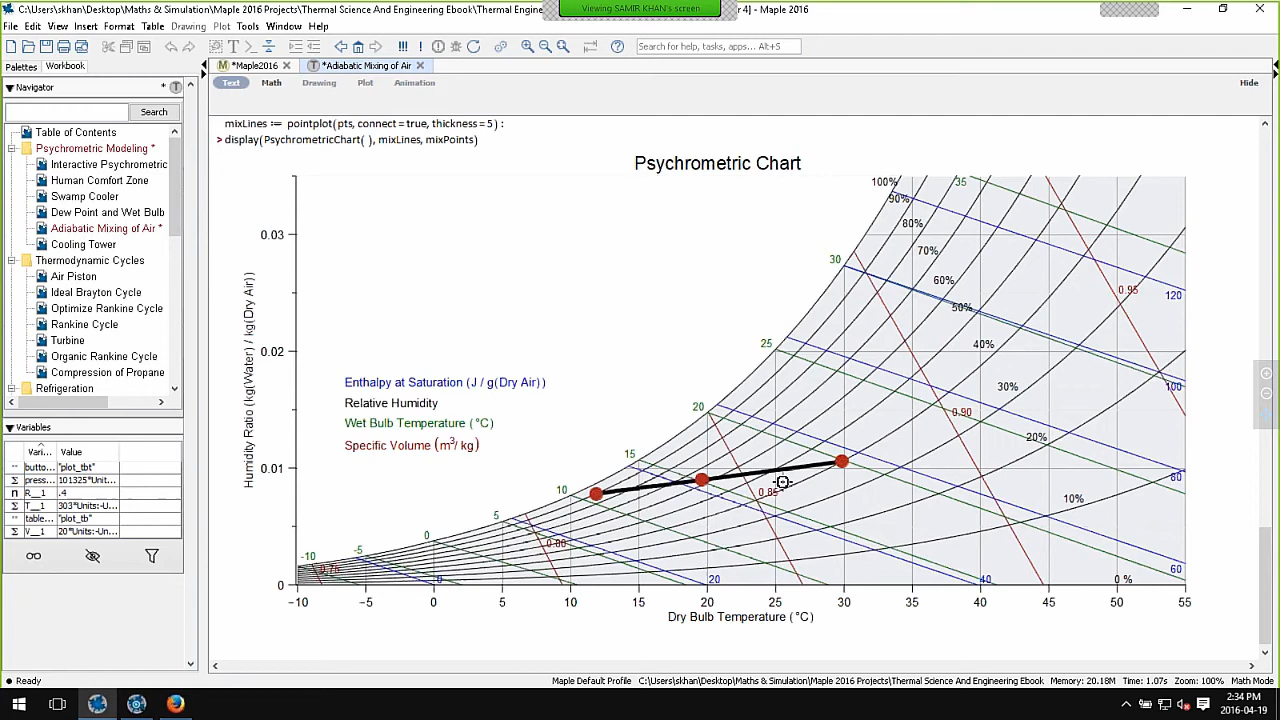 C:\Users\skhan\Desktop\Maths & Simulation\Maple 2016 Projects\Thermal Science And Engineering Ebook\Thermal Engine
Viewing SAMIR KHAN's screen
4] - Maple 2016
File Edit View Insert Format Table Drawing Plot Tools Window Help
Search for help, tasks, apps... Alt+S
Palettes Workbook
*Maple2016
*Adiabatic Mixing of Air
Navigator
Text Math Drawing Plot Animation Hide
Search
Table of Contents
Psychrometric Modeling *
Interactive Psychrometric
Human Comfort Zone
Swamp Cooler
Dew Point and Wet Bulb
Adiabatic Mixing of Air *
Cooling Tower
Thermodynamic Cycles
Air Piston
Ideal Brayton Cycle
Optimize Rankine Cycle
Rankine Cycle
Turbine
Organic Rankine Cycle
Compression of Propane
Refrigeration
Variables
Vari... Value
butto... "plot_tbt"
press... 101325*Units:...
R__1 .4
T__1 303*Units:-U...
table... "plot_tb"
V__1 20*Units:-Un...
mixLines := pointplot(pts, connect = true, thickness = 5) :
> display(PsychrometricChart( ), mixLines, mixPoints)
Psychrometric Chart
Humidity Ratio (kg(Water) / kg(Dry Air))
0.03
0.02
0.01
0
Enthalpy at Saturation (J / g(Dry Air))
Relative Humidity
Wet Bulb Temperature (°C)
Specific Volume (m³/ kg)
100%
90%
80%
70%
60%
50%
40%
30%
20%
10%
0 %
-10 -5 0 5 10 15 20 25 30 35
0.75 0.80 0.85 0.90 0.95
0 20 40 60 80 100 120
-10 -5 0 5 10 15 20 25 30 35 40 45 50 55
Dry Bulb Temperature (°C)
Ready
Maple Default Profile C:\Users\skhan\Desktop\Maths & Simulation\Maple 2016 Projects\Thermal Science And Engineering Ebook Memory: 20.18M Time: 1.07s Zoom: 100% Math Mode
2:34 PM
2016-04-19